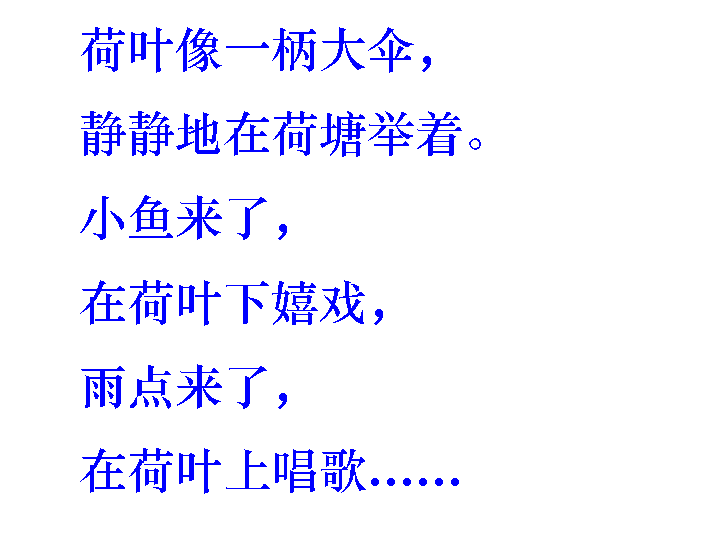 荷叶像一柄大伞，
静静地在荷塘举着。
小鱼来了，
在荷叶下嬉戏，
雨点来了，
在荷叶上唱歌……